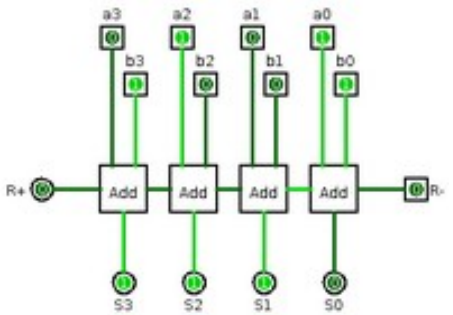 a3 a2 a1 a0
0 1 0 1
b3 b2 b1 b0
1 0 0 1
R+ 0 Add Add Add Add 0 R-
1 1 1 0
S3 S2 S1 S0